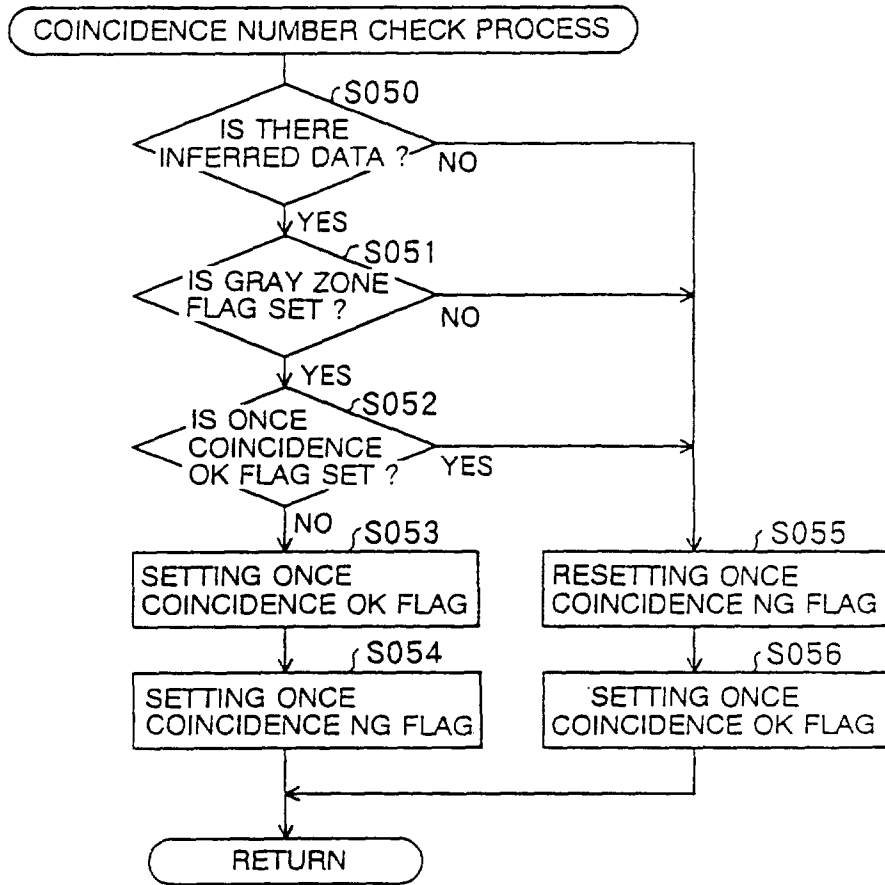 COINCIDENCE NUMBER CHECK PROCESS
S050
IS THERE
INFERRED DATA ?
NO
YES
S051
IS GRAY ZONE
FLAG SET ?
NO
YES
S052
IS ONCE
COINCIDENCE
OK FLAG SET ?
YES
NO
S053
SETTING ONCE
COINCIDENCE OK FLAG
S054
SETTING ONCE
COINCIDENCE NG FLAG
S055
RESETTING ONCE
COINCIDENCE NG FLAG
S056
SETTING ONCE
COINCIDENCE OK FLAG
RETURN